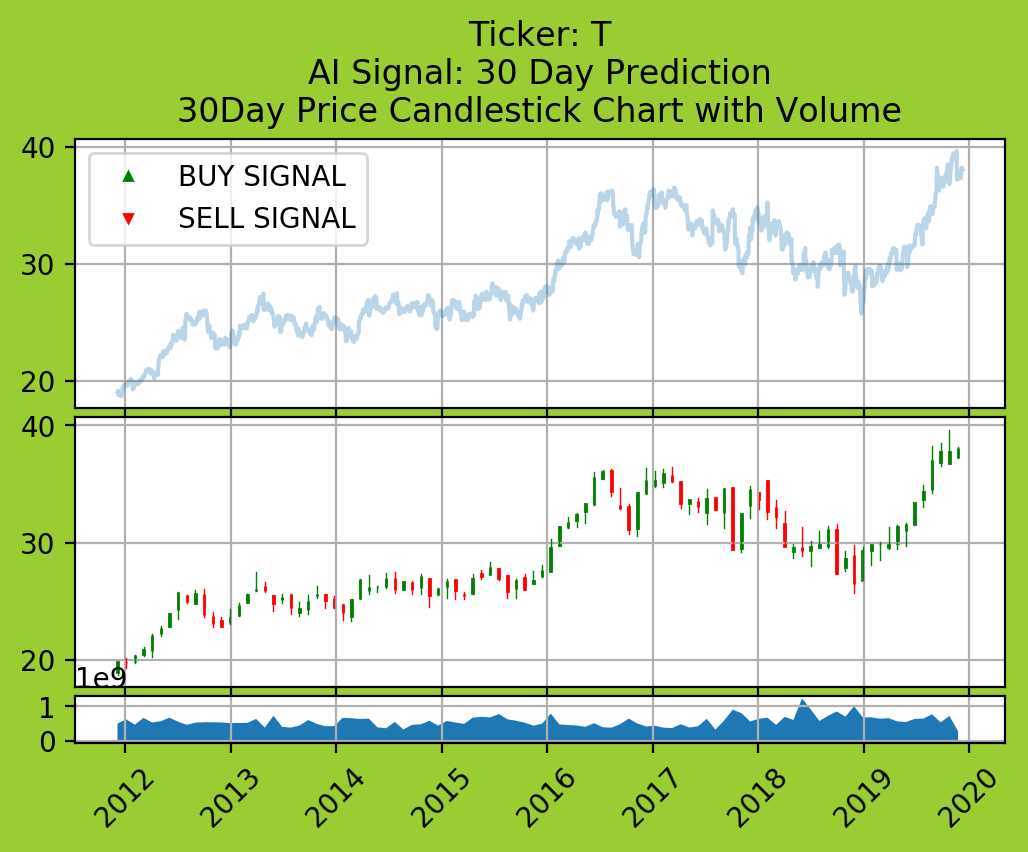 Ticker: T
AI Signal: 30 Day Prediction
30Day Price Candlestick Chart with Volume
40
BUY SIGNAL
SELL SIGNAL
30
20
40
30
20
1e9
1
0
2012 2013 2014 2015 2016 2017 2018 2019 2020